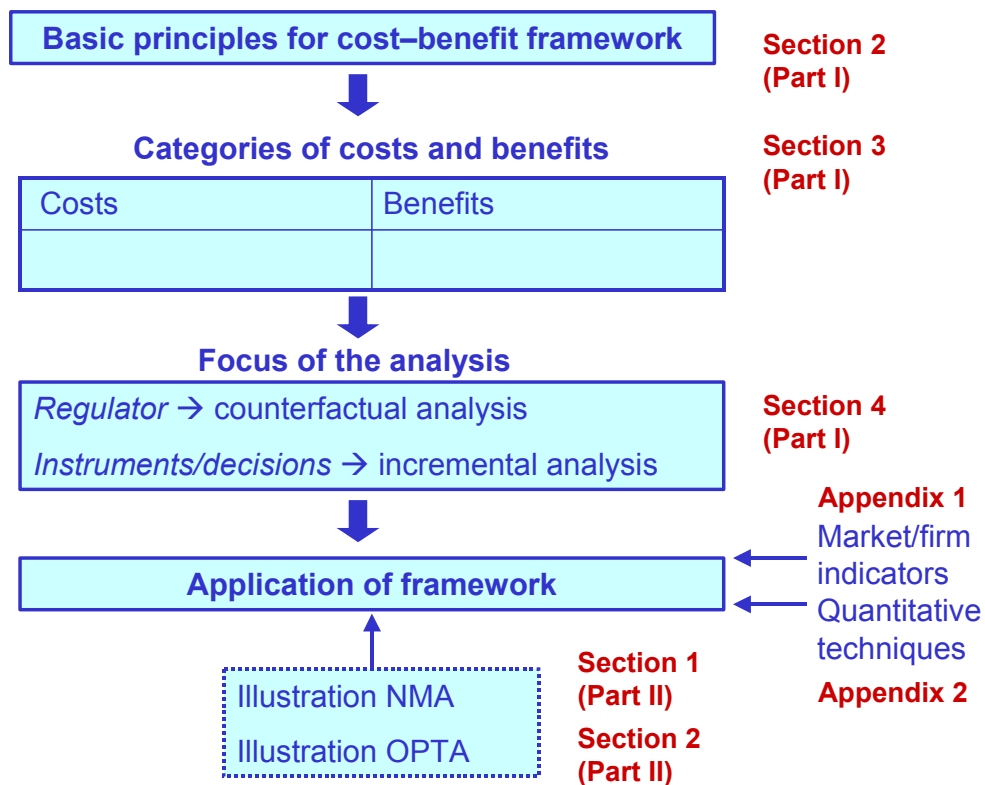 Basic principles for cost–benefit framework
Section 2
(Part I)
Categories of costs and benefits
Section 3
(Part I)
Costs
Benefits
Focus of the analysis
Regulator → counterfactual analysis
Instruments/decisions → incremental analysis
Section 4
(Part I)
Application of framework
Appendix 1
Market/firm
indicators
Quantitative
techniques
Appendix 2
Illustration NMA
Section 1
(Part II)
Illustration OPTA
Section 2
(Part II)